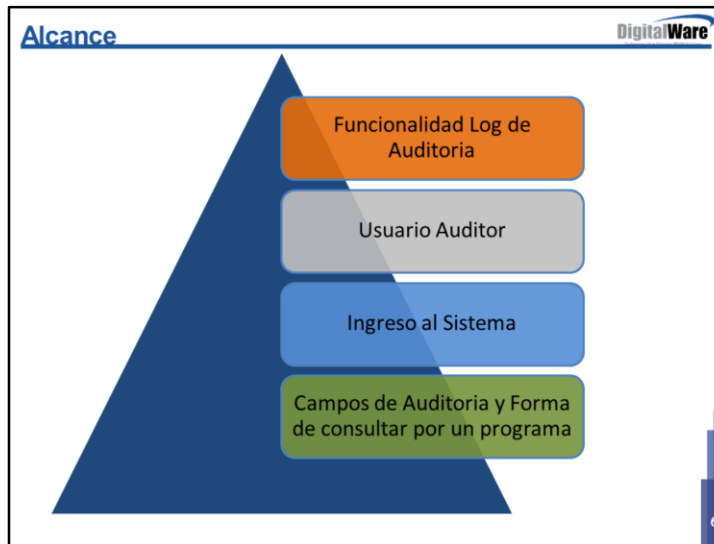 Alcance
DigitalWare
Funcionalidad Log de
Auditoria
Usuario Auditor
Ingreso al Sistema
Campos de Auditoria y Forma
de consultar por un programa